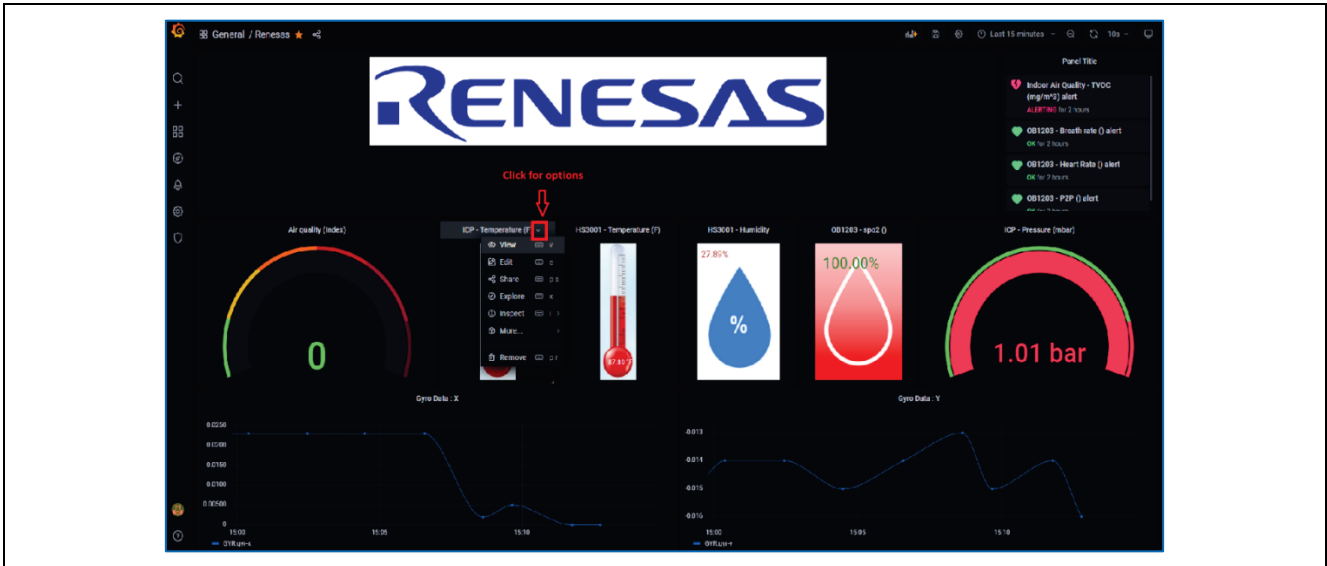 General / Renesas
Last 15 minutes
10s
RENESAS
Panel Title
Indoor Air Quality - TVOC
(mg/m^3) alert
ALERTING for 2 hours
OB1203 - Breath rate () alert
OK for 2 hours
OB1203 - Heart Rate () alert
OK for 2 hours
OB1203 - P2P () alert
Click for options
Air quality (Index)
ICP - Temperature (F)
HS3001 - Temperature (F)
HS3001 - Humidity
OB1203 - spo2 ()
ICP - Pressure (mbar)
View v
Edit e
Share p s
Explore x
Inspect
More...
Remove p r
0
27.89%
%
100.00%
1.01 bar
Gyro Data : X
Gyro Data : Y
0.0250
0.0200
0.0150
0.0100
0.00500
0
15:00
15:05
15:10
-0.013
-0.014
-0.015
-0.016
15:00
15:05
15:10